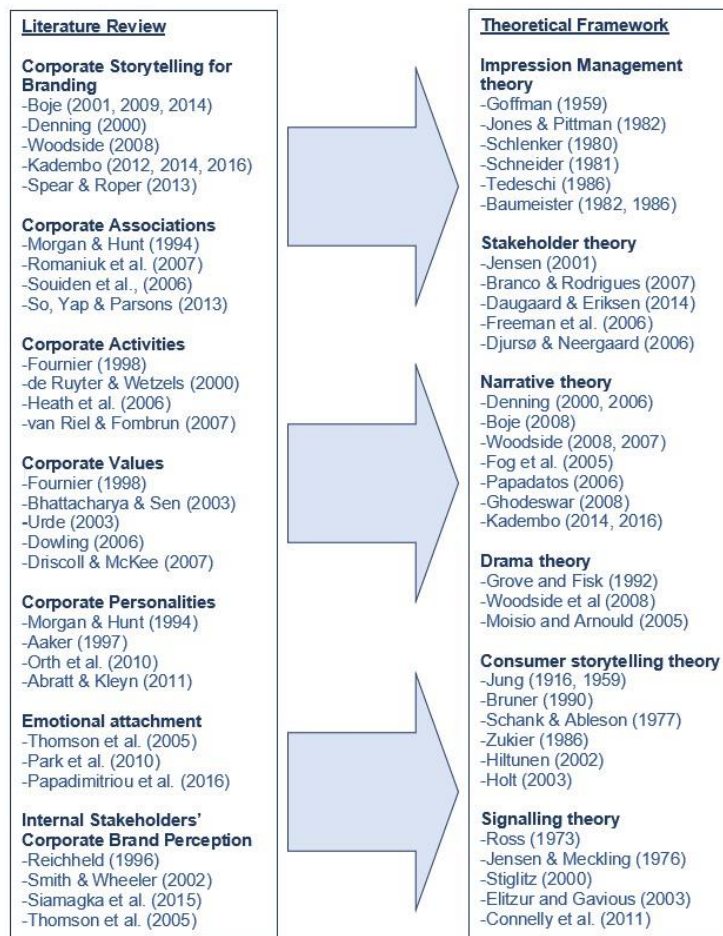 Literature Review
Corporate Storytelling for
Branding
-Boje (2001, 2009, 2014)
-Denning (2000)
-Woodside (2008)
-Kadembo (2012, 2014, 2016)
-Spear & Roper (2013)
Corporate Associations
-Morgan & Hunt (1994)
-Romaniuk et al. (2007)
-Souiden et al., (2006)
-So, Yap & Parsons (2013)
Corporate Activities
-Fournier (1998)
-de Ruyter & Wetzels (2000)
-Heath et al. (2006)
-van Riel & Fombrun (2007)
Corporate Values
-Fournier (1998)
-Bhattacharya & Sen (2003)
-Urde (2003)
-Dowling (2006)
-Driscoll & McKee (2007)
Corporate Personalities
-Morgan & Hunt (1994)
-Aaker (1997)
-Orth et al. (2010)
-Abratt & Kleyn (2011)
Emotional attachment
-Thomson et al. (2005)
-Park et al. (2010)
-Papadimitriou et al. (2016)
Internal Stakeholders'
Corporate Brand Perception
-Reichheld (1996)
-Smith & Wheeler (2002)
-Siamagka et al. (2015)
-Thomson et al. (2005)
Theoretical Framework
Impression Management
theory
-Goffman (1959)
-Jones & Pittman (1982)
-Schlenker (1980)
-Schneider (1981)
-Tedeschi (1986)
-Baumeister (1982, 1986)
Stakeholder theory
-Jensen (2001)
-Branco & Rodrigues (2007)
-Daugaard & Eriksen (2014)
-Freeman et al. (2006)
-Djursø & Neergaard (2006)
Narrative theory
-Denning (2000, 2006)
-Boje (2008)
-Woodside (2008, 2007)
-Fog et al. (2005)
-Papadatos (2006)
-Ghodeswar (2008)
-Kadembo (2014, 2016)
Drama theory
-Grove and Fisk (1992)
-Woodside et al (2008)
-Moisio and Arnould (2005)
Consumer storytelling theory
-Jung (1916, 1959)
-Bruner (1990)
-Schank & Ableson (1977)
-Zukier (1986)
-Hiltunen (2002)
-Holt (2003)
Signalling theory
-Ross (1973)
-Jensen & Meckling (1976)
-Stiglitz (2000)
-Elitzur and Gavious (2003)
-Connelly et al. (2011)